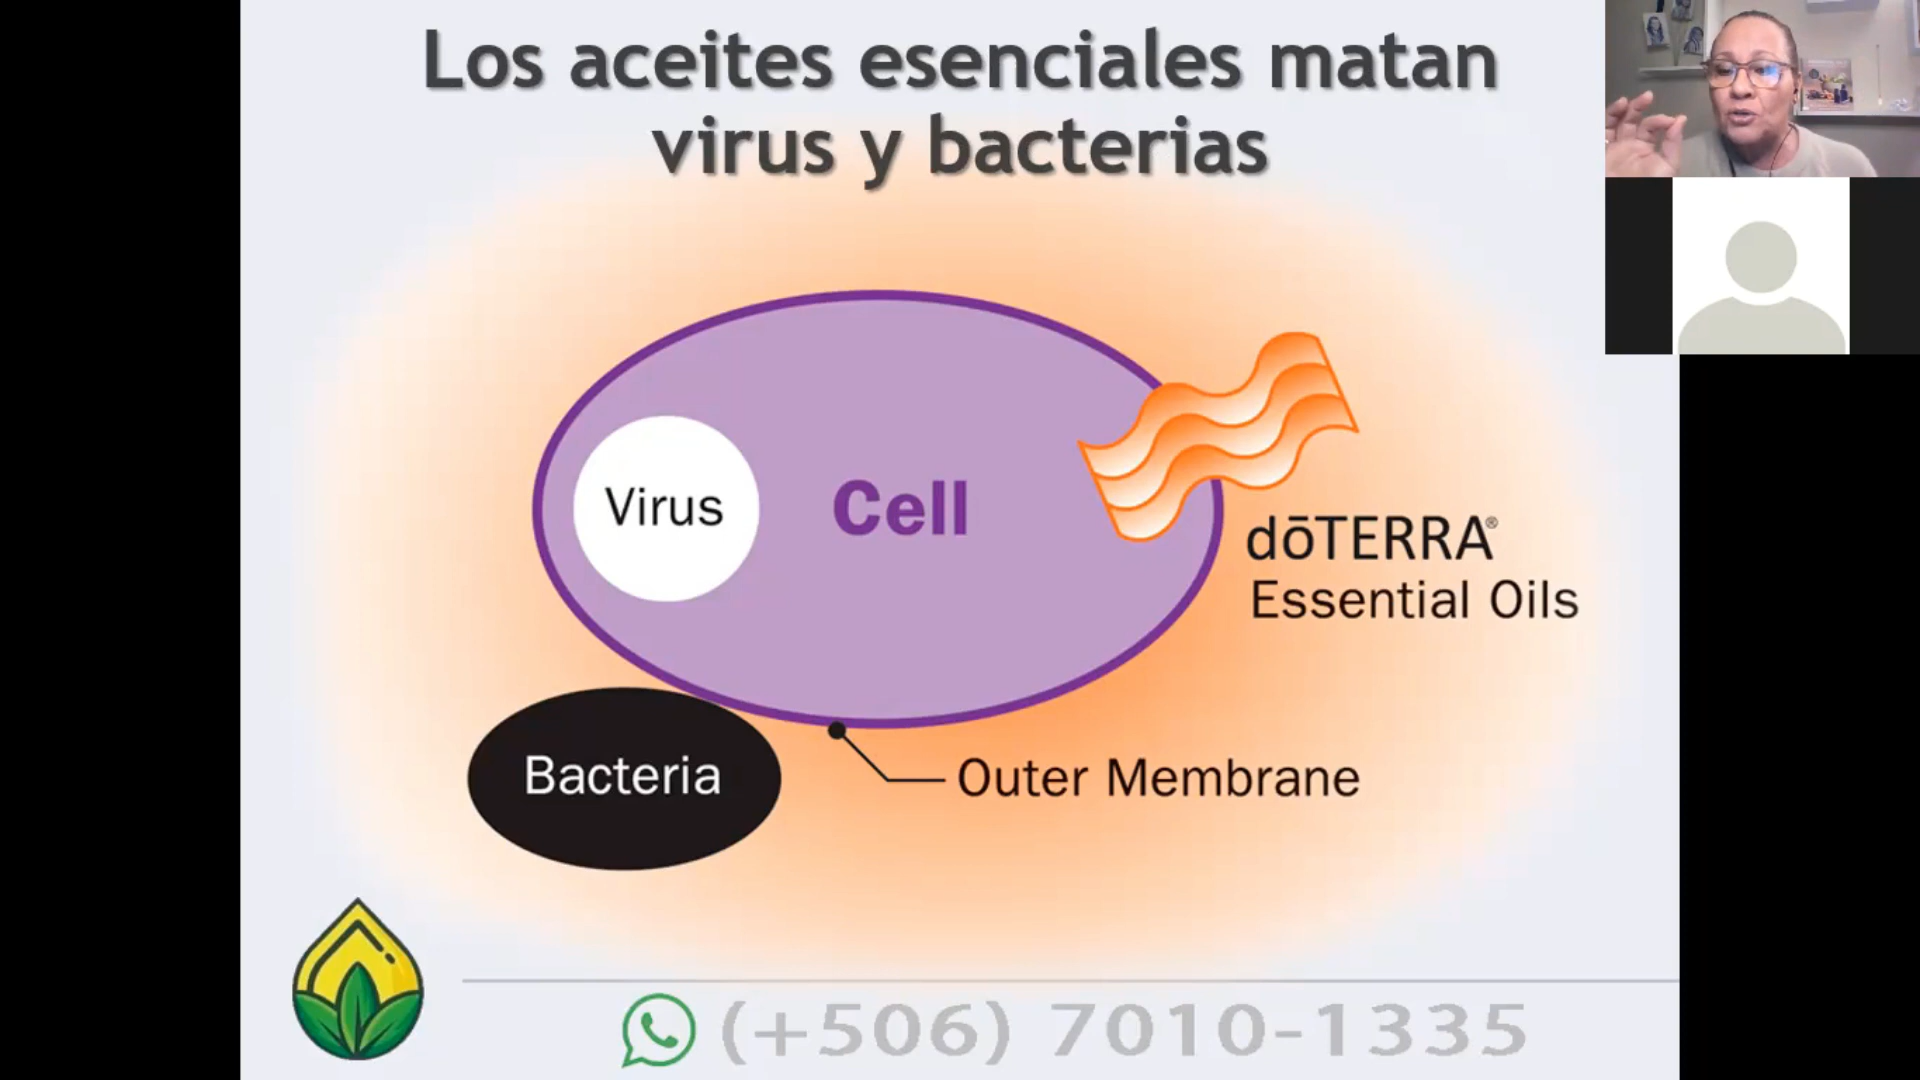 Los aceites esenciales matan
virus y bacterias
Virus
Cell
dōTERRA®
Essential Oils
Bacteria
Outer Membrane
(+506) 7010-1335